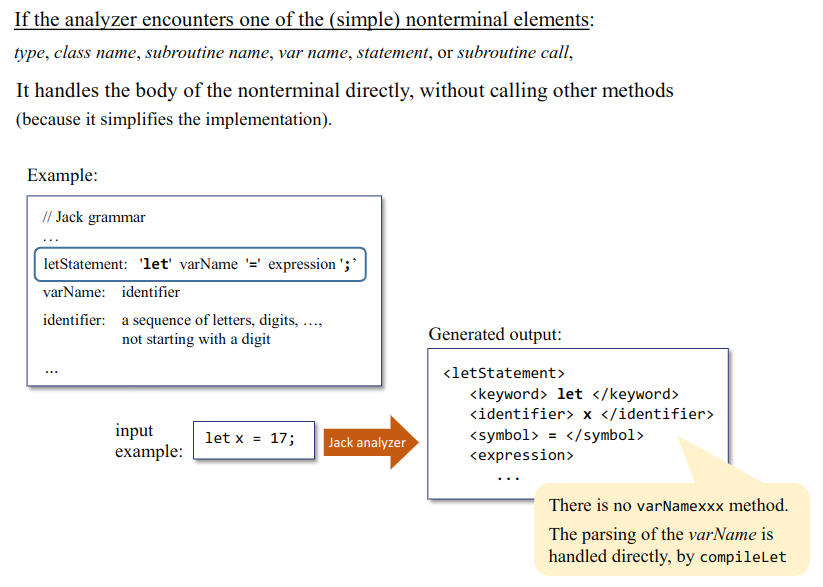 If the analyzer encounters one of the (simple) nonterminal elements:
type, class name, subroutine name, var name, statement, or subroutine call,
It handles the body of the nonterminal directly, without calling other methods
(because it simplifies the implementation).
Example:
// Jack grammar
...
letStatement: 'let' varName '=' expression ';’
varName: identifier
identifier: a sequence of letters, digits, …,
not starting with a digit
...
input
example:
let x = 17;
Jack analyzer
Generated output:
<letStatement>
<keyword> let </keyword>
<identifier> x </identifier>
<symbol> = </symbol>
<expression>
...
There is no varNamexxx method.
The parsing of the varName is
handled directly, by compileLet